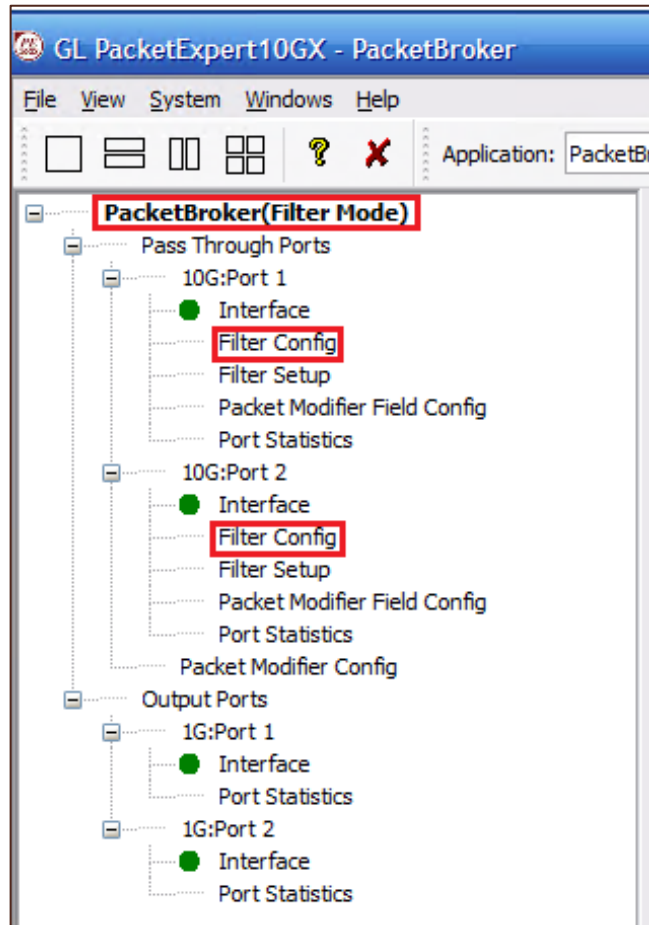 GL PacketExpert10GX - PacketBroker
File View System Windows Help
Application: PacketB
PacketBroker(Filter Mode)
Pass Through Ports
10G:Port 1
Interface
Filter Config
Filter Setup
Packet Modifier Field Config
Port Statistics
10G:Port 2
Interface
Filter Config
Filter Setup
Packet Modifier Field Config
Port Statistics
Packet Modifier Config
Output Ports
1G:Port 1
Interface
Port Statistics
1G:Port 2
Interface
Port Statistics